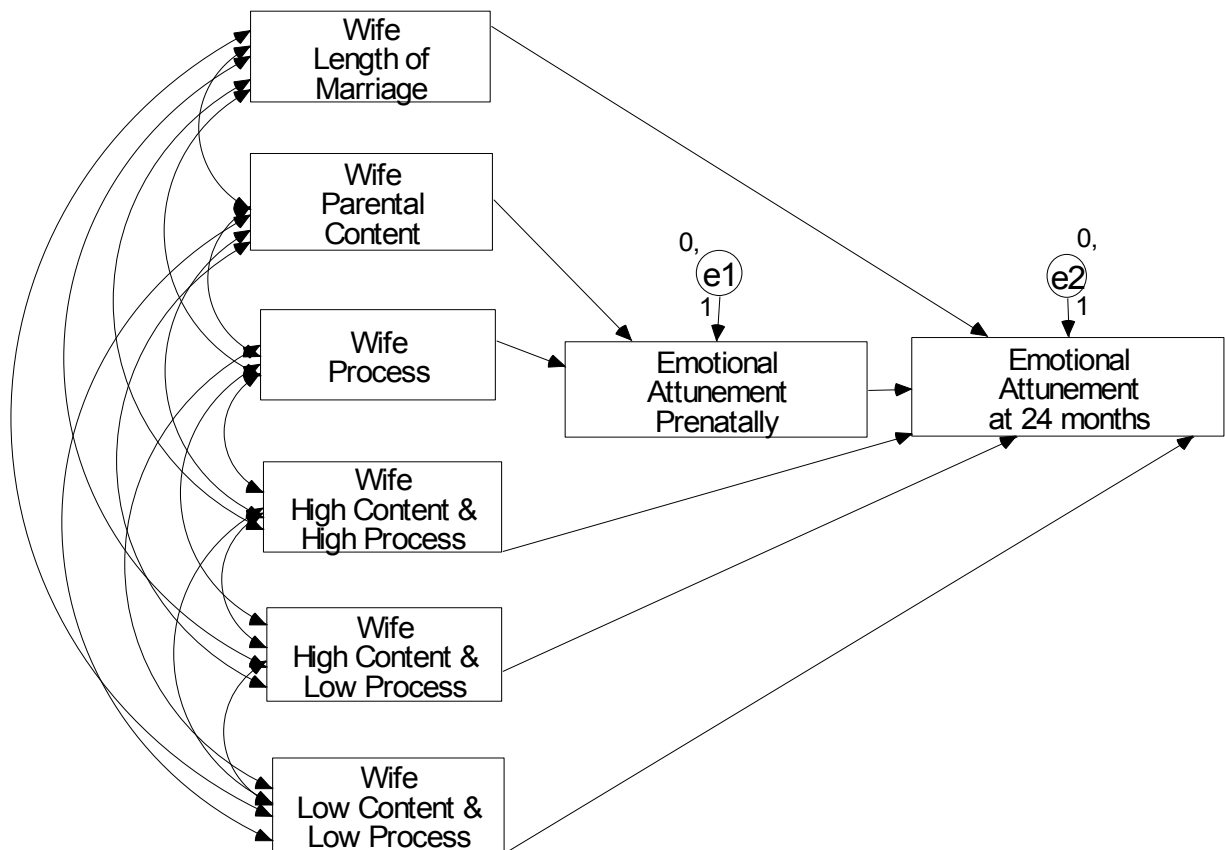 Wife
Length of
Marriage
Wife
Parental
Content
Wife
Process
Wife
High Content &
High Process
Wife
High Content &
Low Process
Wife
Low Content &
Low Process
0,
e1
1
Emotional
Attunement
Prenatally
0,
e2
1
Emotional
Attunement
at 24 months